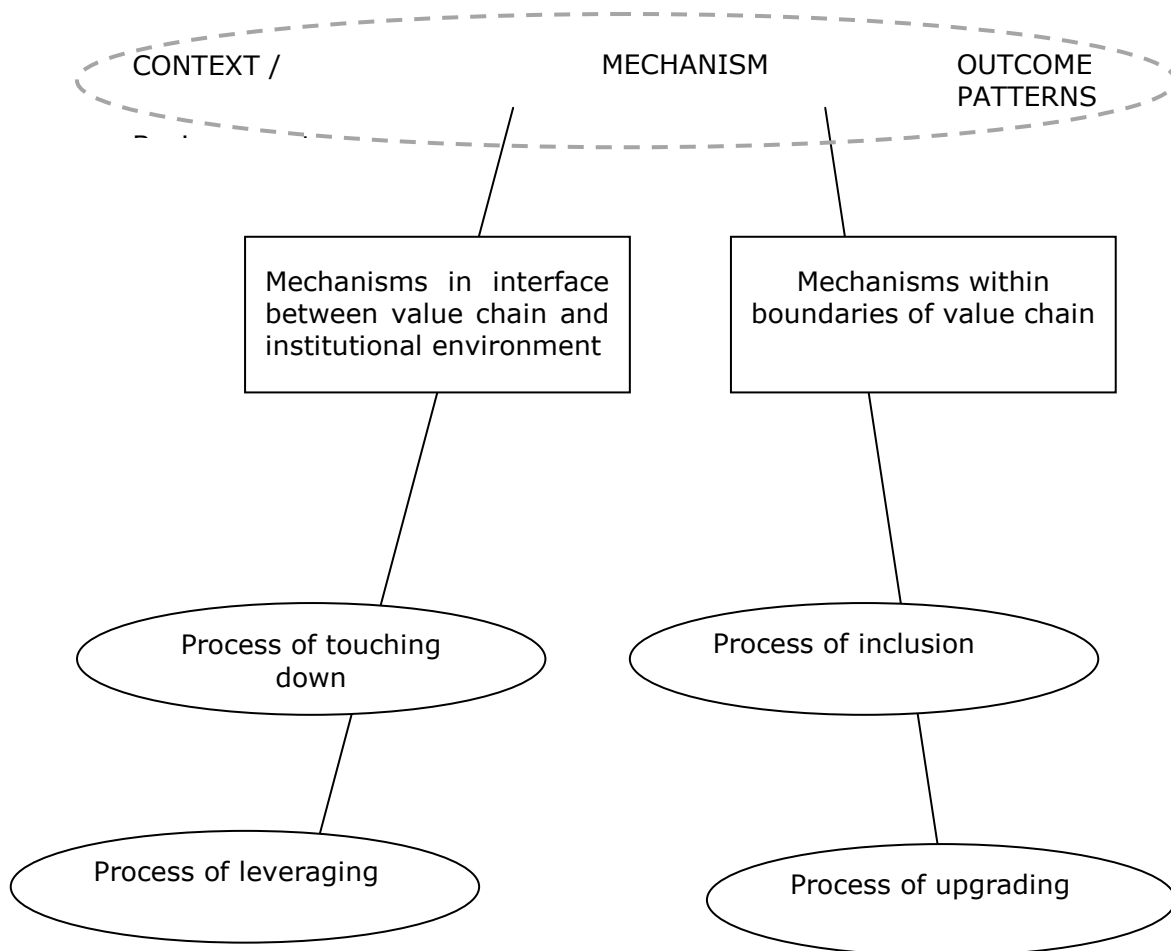 CONTEXT /
MECHANISM
OUTCOME
PATTERNS
Mechanisms in interface
between value chain and
institutional environment
Mechanisms within
boundaries of value chain
Process of touching
down
Process of inclusion
Process of leveraging
Process of upgrading